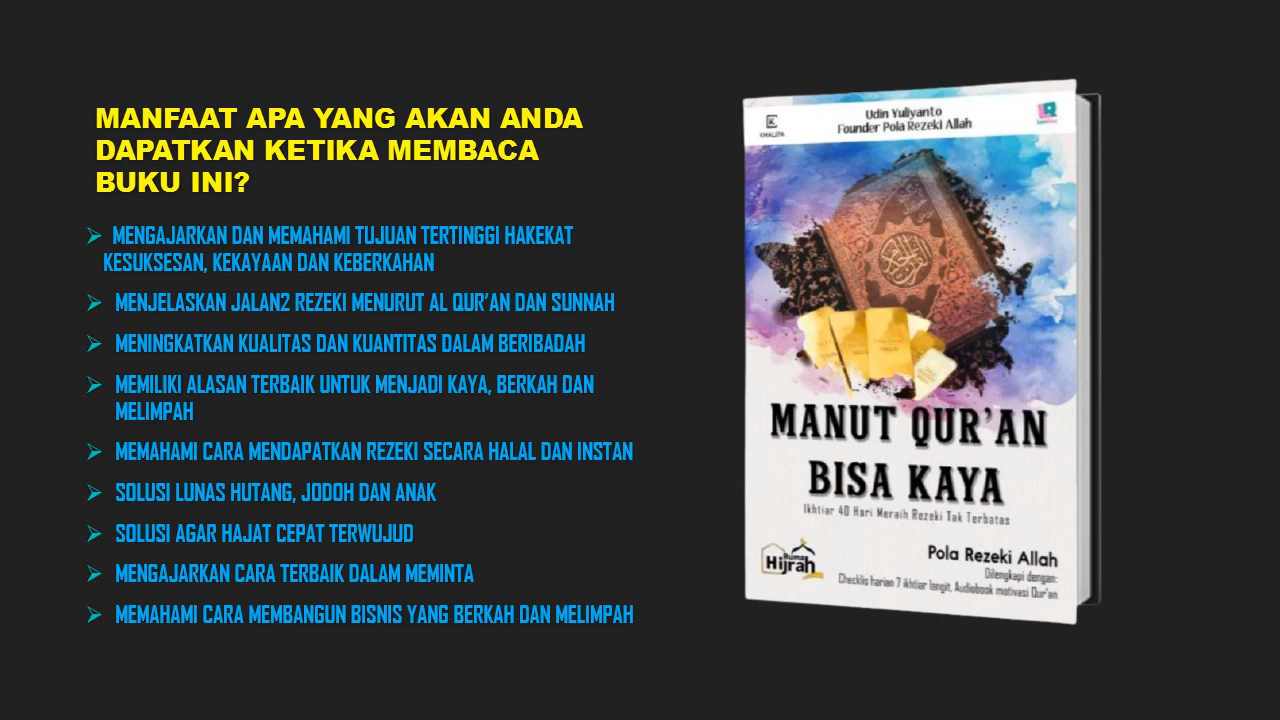 MANFAAT APA YANG AKAN ANDA
DAPATKAN KETIKA MEMBACA
BUKU INI?
MENGAJARKAN DAN MEMAHAMI TUJUAN TERTINGGI HAKEKAT
KESUKSESAN, KEKAYAAN DAN KEBERKAHAN
MENJELASKAN JALAN2 REZEKI MENURUT AL QUR'AN DAN SUNNAH
MENINGKATKAN KUALITAS DAN KUANTITAS DALAM BERIBADAH
MEMILIKI ALASAN TERBAIK UNTUK MENJADI KAYA, BERKAH DAN
MELIMPAH
MEMAHAMI CARA MENDAPATKAN REZEKI SECARA HALAL DAN INSTAN
SOLUSI LUNAS HUTANG, JODOH DAN ANAK
SOLUSI AGAR HAJAT CEPAT TERWUJUD
MENGAJARKAN CARA TERBAIK DALAM MEMINTA
MEMAHAMI CARA MEMBANGUN BISNIS YANG BERKAH DAN MELIMPAH
Udin Yuliyanto
Founder Pola Rezeki Allah
KHALIFA
MANUT QUR'AN
BISA KAYA
Ikhtiar 40 Hari Meraih Rezeki Tak Terbatas
Rumah
Hijrah
Pola Rezeki Allah
Dilengkapi dengan:
Checklis harian 7 ikhtiar langit, Audiobook motivasi Qur'an